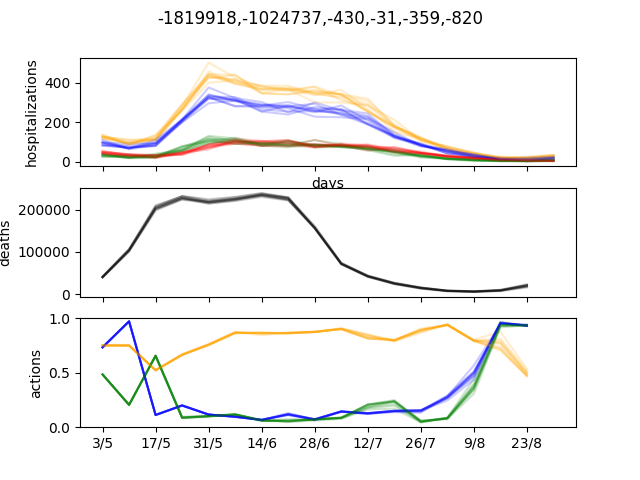 -1819918,-1024737,-430,-31,-359,-820
hospitalizations
400
200
0
days
deaths
200000
100000
0
actions
1.0
0.5
0.0
3/5 17/5 31/5 14/6 28/6 12/7 26/7 9/8 23/8